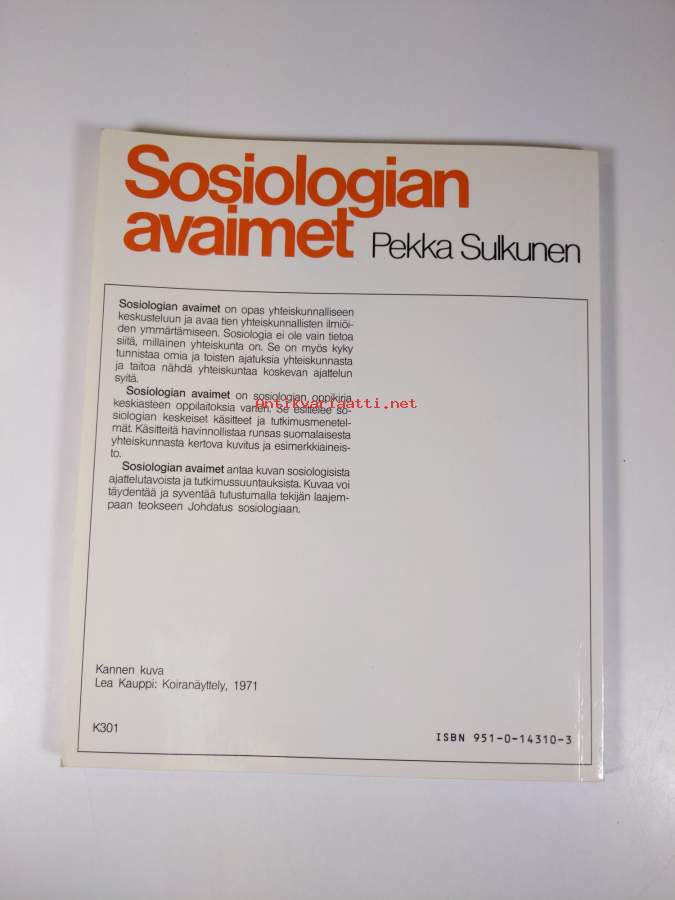 Sosiologian
avaimet Pekka Sulkunen
Sosiologian avaimet on opas yhteiskunnalliseen
keskusteluun ja avaa tien yhteiskunnallisten ilmiöi-
den ymmärtämiseen. Sosiologia ei ole vain tietoa
siitä, millainen yhteiskunta on. Se on myös kyky
tunnistaa omia ja toisten ajatuksia yhteiskunnasta
ja taitoa nähdä yhteiskuntaa koskevan ajattelun
syitä.
Sosiologian avaimet on sosiologian oppikirja
keskiasteen oppilaitoksia varten. Se esittelee so-
siologian keskeiset käsitteet ja tutkimusmenetel-
mät. Käsitteitä havinnollistaa runsas suomalaisesta
yhteiskunnasta kertova kuvitus ja esimerkkiaineis-
to.
Sosiologian avaimet antaa kuvan sosiologisista
ajattelutavoista ja tutkimussuuntauksista. Kuvaa voi
täydentää ja syventää tutustumalla tekijän laajem-
paan teokseen Johdatus sosiologiaan.
antikvariaatti.net
Kannen kuva
Lea Kauppi: Koiranäyttely, 1971
K301
ISBN 951-0-14310-3